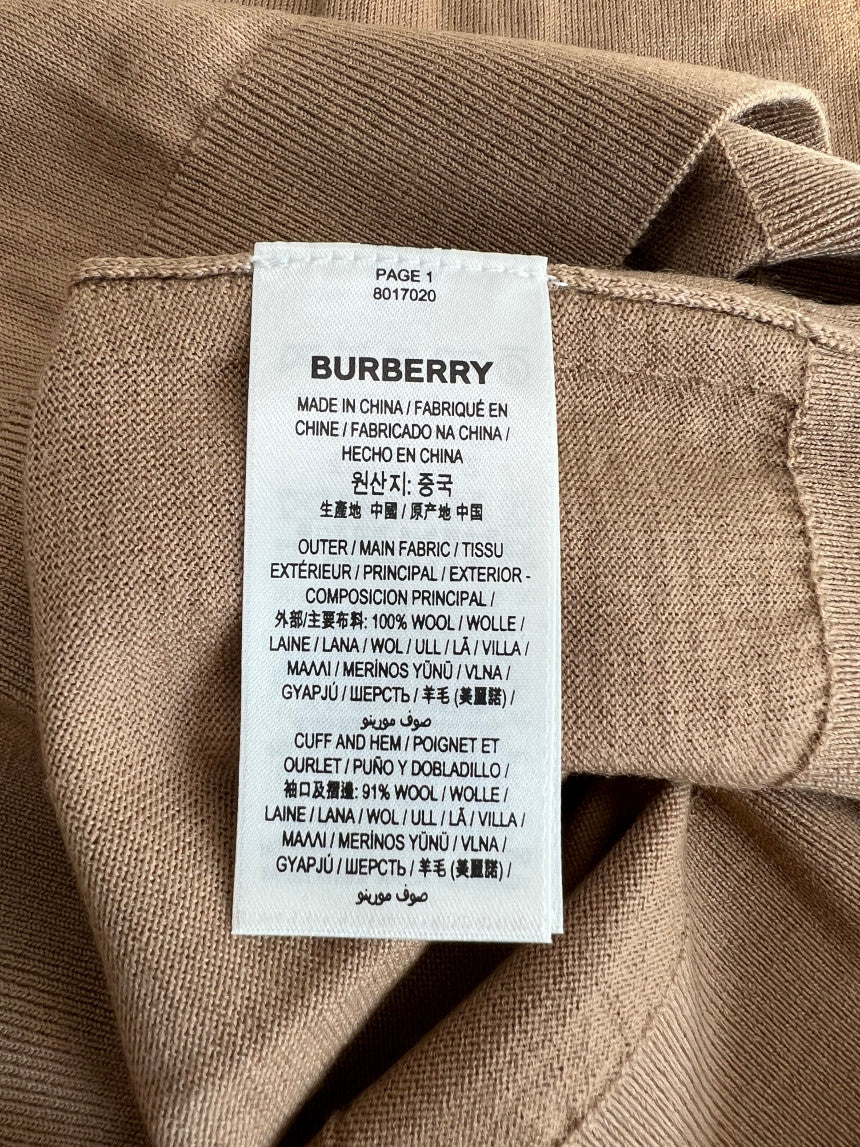 PAGE 1
8017020
BURBERRY
MADE IN CHINA / FABRIQUÉ EN
CHINE / FABRICADO NA CHINA /
HECHO EN CHINA
원산지: 중국
生產地 中國 / 原产地 中国
OUTER / MAIN FABRIC / TISSU
EXTÉRIEUR / PRINCIPAL / EXTERIOR -
COMPOSICION PRINCIPAL /
外部/主要布料: 100% WOOL / WOLLE /
LAINE / LANA / WOL / ULL / LÃ / VILLA /
ΜΑΛΛΙ / MERİNOS YÜNÜ / VLNA /
GYAPJÚ / ШЕРСТЬ / 羊毛 (美麗諾) /
صوف مورينو
CUFF AND HEM / POIGNET ET
OURLET / PUÑO Y DOBLADILLO /
袖口及摺邊: 91% WOOL / WOLLE /
LAINE / LANA / WOL / ULL / LÃ / VILLA /
ΜΑΛΛΙ / MERİNOS YÜNÜ / VLNA /
GYAPJÚ / ШЕРСТЬ / 羊毛 (美麗諾) /
صوف مورينو